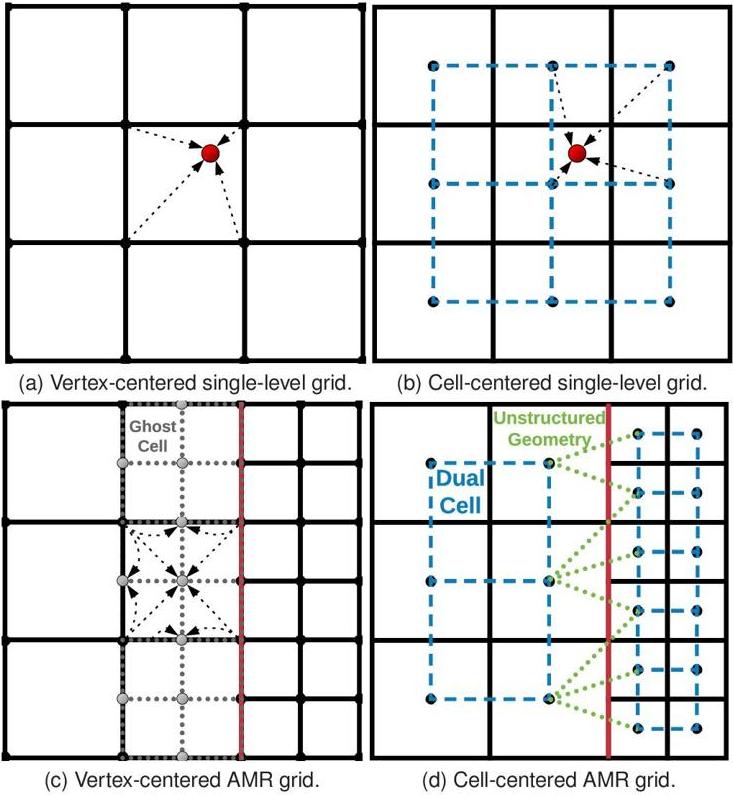 (a) Vertex-centered single-level grid.
(b) Cell-centered single-level grid.
Ghost
Cell
Unstructured
Geometry
Dual
Cell
(c) Vertex-centered AMR grid.
(d) Cell-centered AMR grid.